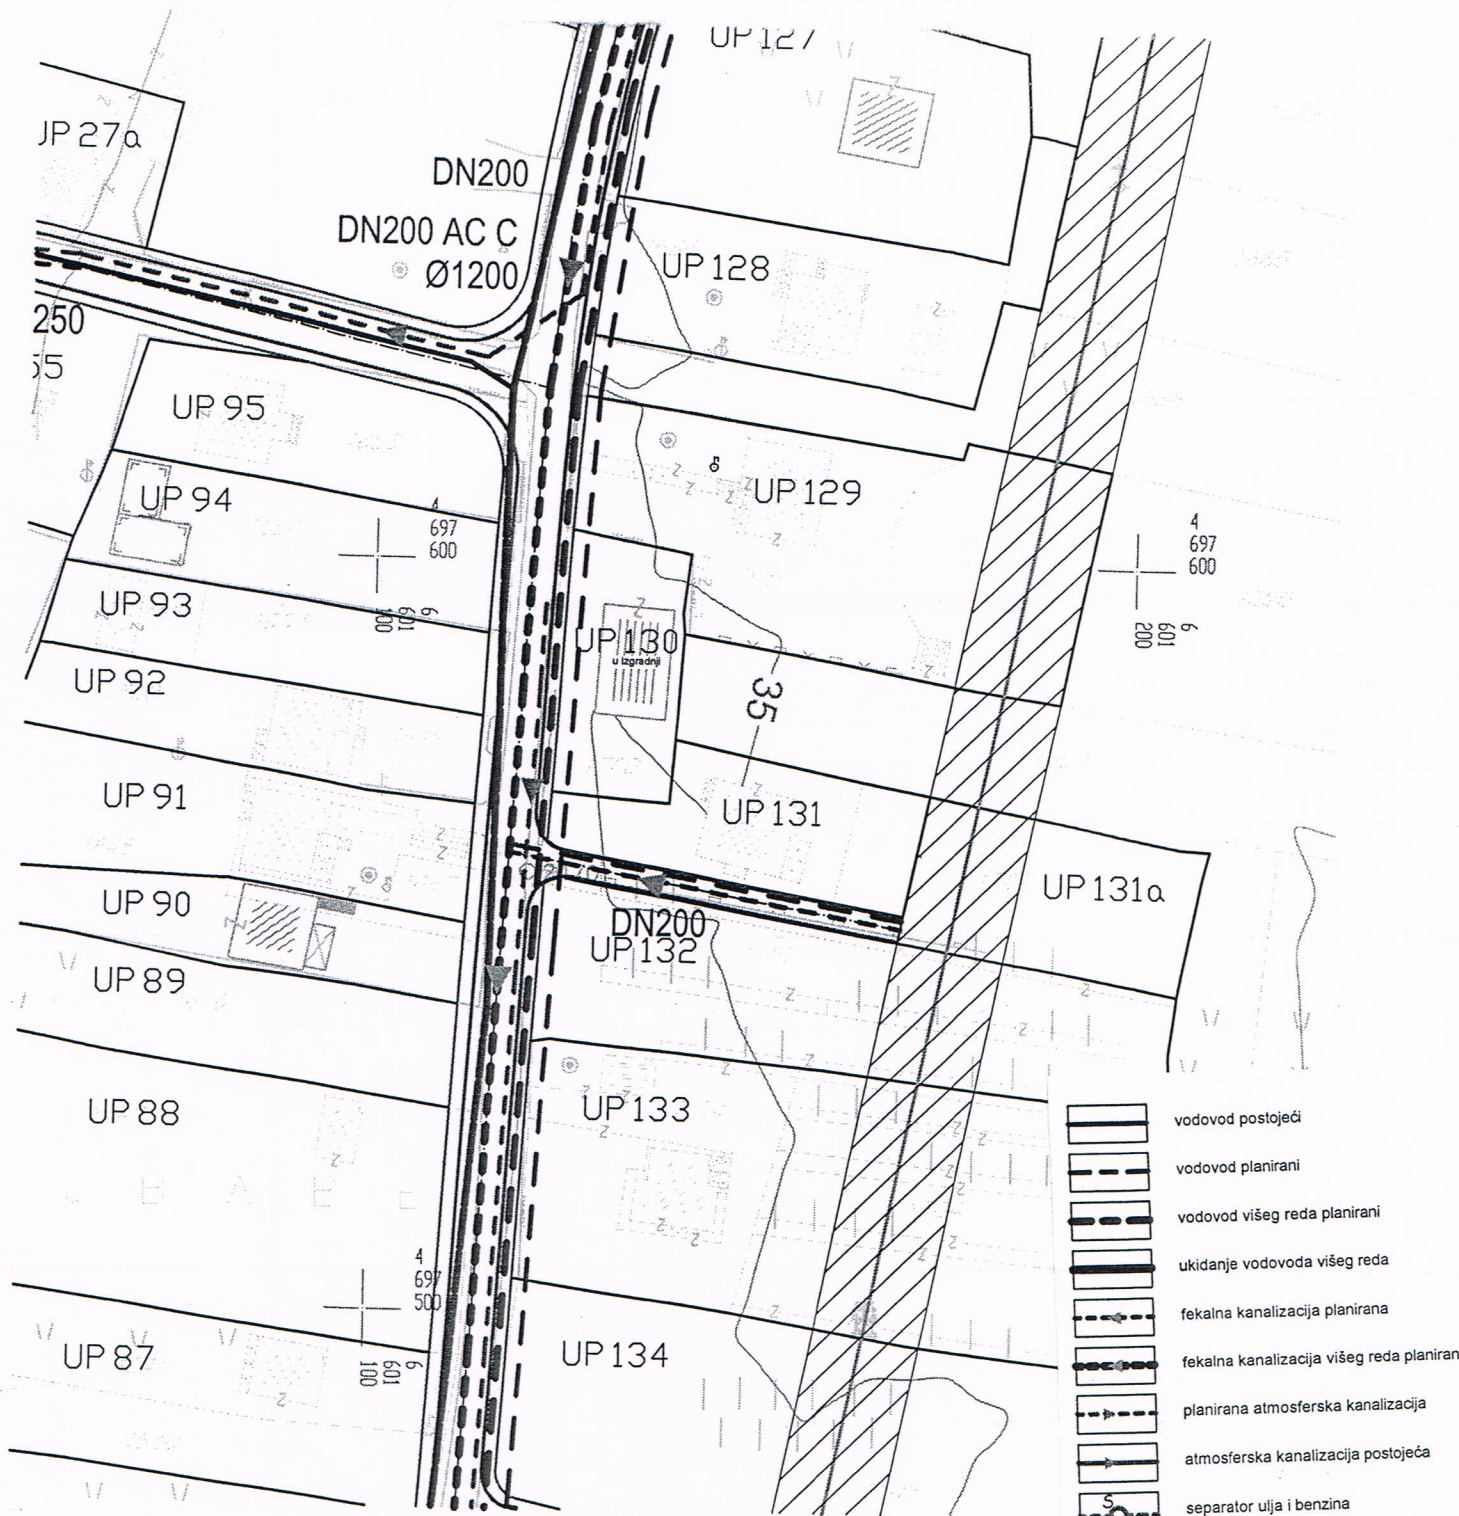 UP 127
UP 27a
DN200
DN200 AC C
Ø1200
UP 128
250
55
UP 95
UP 94
UP 129
4
697
600
6
601
100
4
697
600
6
601
200
UP 93
UP 130
u izgradnji
UP 92
35
UP 91
UP 131
UP 131a
UP 90
DN200
UP 132
UP 89
UP 88
UP 133
4
697
500
6
601
100
UP 87
UP 134
vodovod postojeći
vodovod planirani
vodovod višeg reda planirani
ukidanje vodovoda višeg reda
fekalna kanalizacija planirana
fekalna kanalizacija višeg reda planiran
planirana atmosferska kanalizacija
atmosferska kanalizacija postojeća
S
separator ulja i benzina